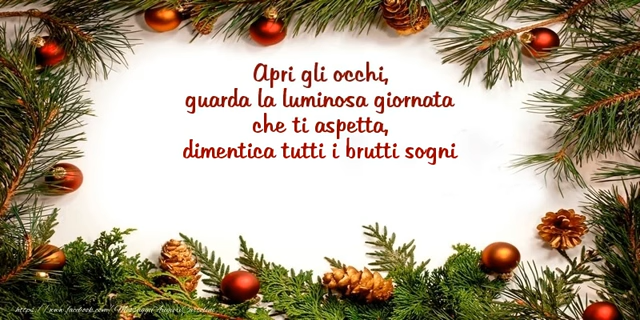 Apri gli occhi,
guarda la luminosa giornata
che ti aspetta,
dimentica tutti i brutti sogni